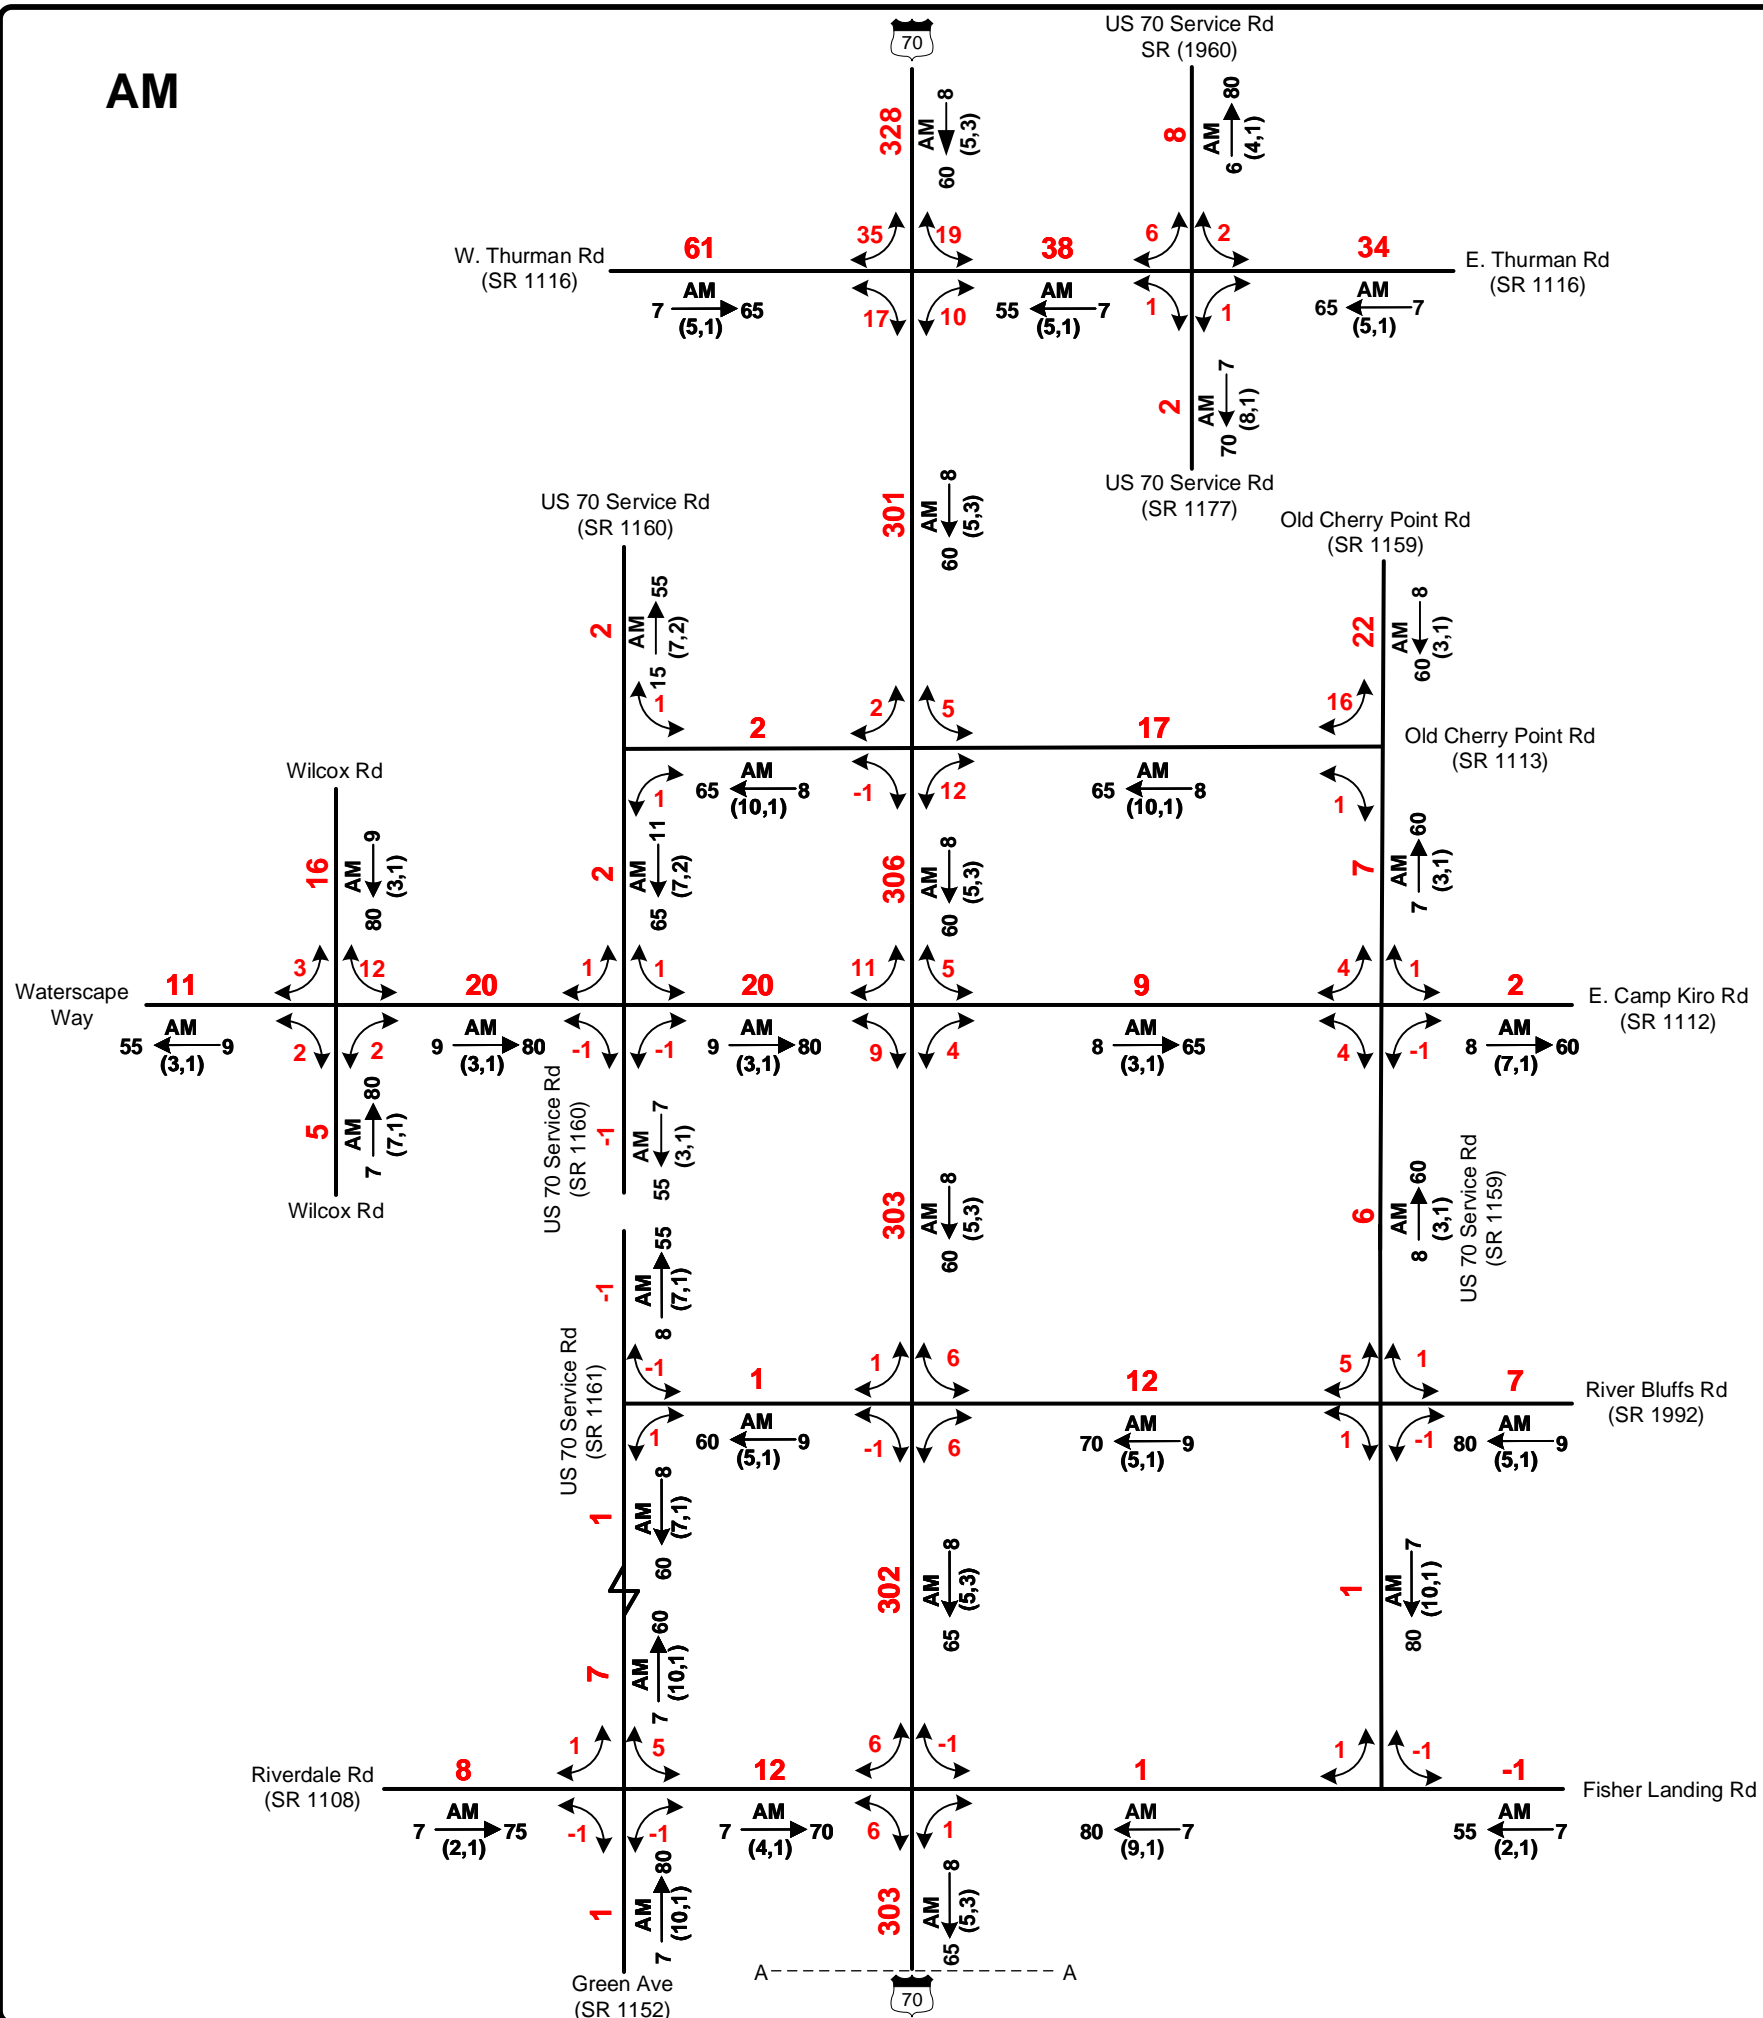 AM
70
US 70 Service Rd
SR (1960)
328
AM
8
60
(5,3)
8
AM
6
80
(4,1)
W. Thurman Rd
(SR 1116)
61
AM
7
65
(5,1)
35
19
17
10
38
AM
55
7
(5,1)
6
2
1
1
34
AM
65
7
(5,1)
E. Thurman Rd
(SR 1116)
2
AM
7
70
(8,1)
US 70 Service Rd
(SR 1177)
301
AM
8
60
(5,3)
US 70 Service Rd
(SR 1160)
2
AM
55
15
(7,2)
Old Cherry Point Rd
(SR 1159)
22
AM
8
60
(3,1)
1
1
2
AM
65
8
(10,1)
2
5
-1
12
17
AM
65
8
(10,1)
16
1
Old Cherry Point Rd
(SR 1113)
Wilcox Rd
16
AM
9
80
(3,1)
2
AM
11
65
(7,2)
306
AM
8
60
(5,3)
7
AM
60
7
(3,1)
Waterscape
Way
11
AM
55
9
(3,1)
3
12
2
2
20
AM
9
80
(3,1)
1
1
-1
-1
20
AM
9
80
(3,1)
11
5
9
4
9
AM
8
65
(3,1)
4
1
4
-1
2
AM
8
60
(7,1)
E. Camp Kiro Rd
(SR 1112)
5
AM
80
7
(7,1)
Wilcox Rd
US 70 Service Rd
(SR 1160)
-1
AM
7
55
(3,1)
303
AM
8
60
(5,3)
6
AM
60
8
(3,1)
US 70 Service Rd
(SR 1159)
-1
AM
55
8
(7,1)
US 70 Service Rd
(SR 1161)
-1
1
1
AM
60
9
(5,1)
1
6
-1
6
12
AM
70
9
(5,1)
5
1
1
-1
7
AM
80
9
(5,1)
River Bluffs Rd
(SR 1992)
1
AM
8
60
(7,1)
302
AM
8
65
(5,3)
1
AM
7
80
(10,1)
7
AM
60
7
(10,1)
Riverdale Rd
(SR 1108)
8
AM
7
75
(2,1)
1
5
-1
-1
12
AM
7
70
(4,1)
6
-1
6
1
1
AM
80
7
(9,1)
1
-1
-1
AM
55
7
(2,1)
Fisher Landing Rd
1
AM
80
7
(10,1)
303
AM
8
65
(5,3)
A
A
Green Ave
(SR 1152)
70